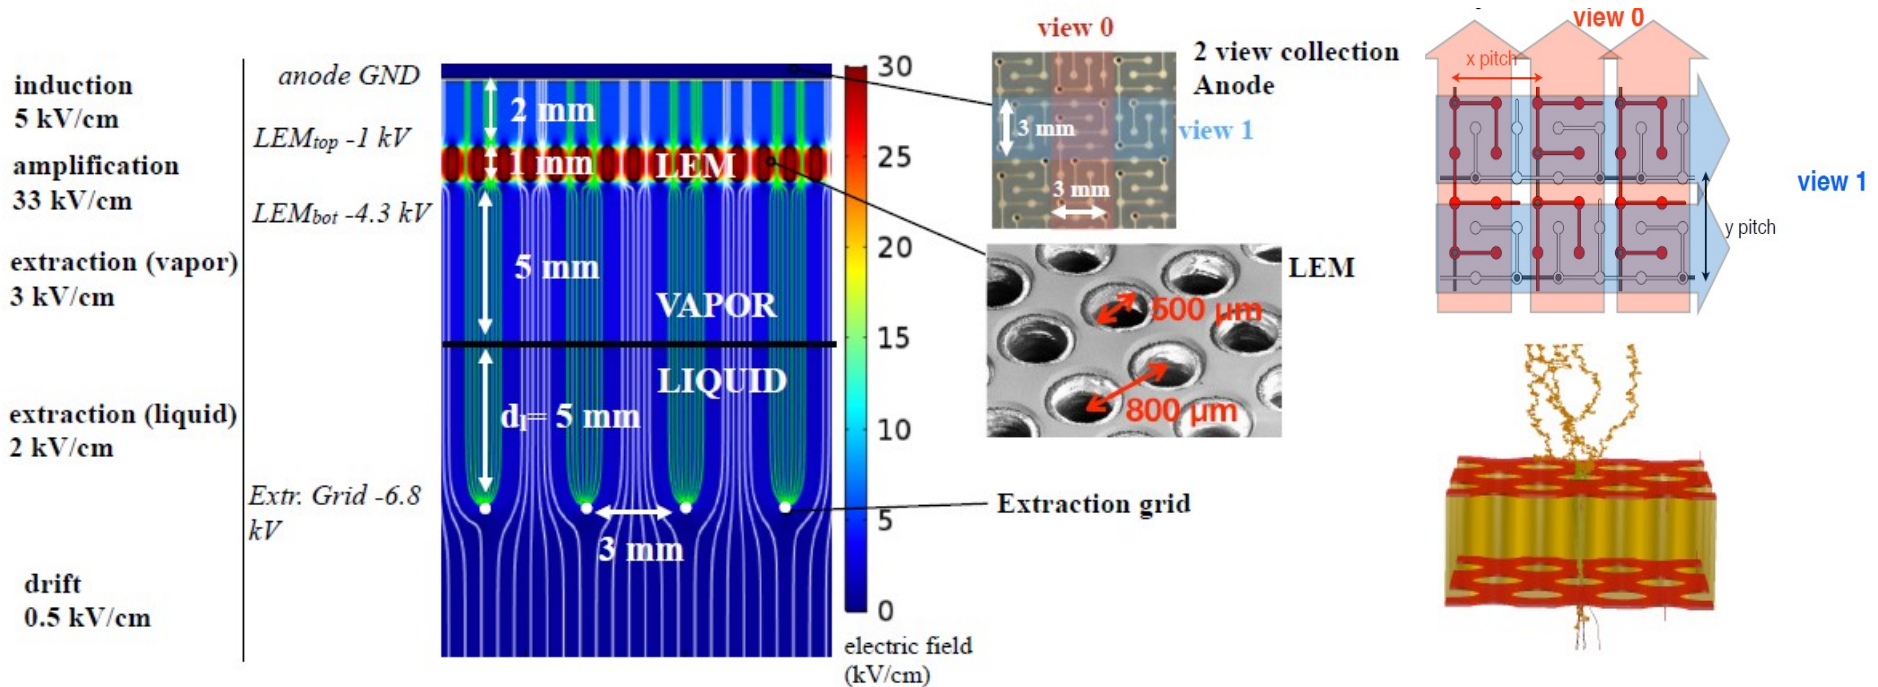 induction
5 kV/cm
amplification
33 kV/cm
extraction (vapor)
3 kV/cm
extraction (liquid)
2 kV/cm
drift
0.5 kV/cm
anode GND
LEMtop -1 kV
LEMbot -4.3 kV
Extr. Grid -6.8
kV
2 mm
1 mm
LEM
5 mm
VAPOR
LIQUID
dl= 5 mm
3 mm
30
25
20
15
10
5
0
electric field
(kV/cm)
view 0
2 view collection
Anode
3 mm
view 1
3 mm
LEM
500 µm
800 µm
Extraction grid
view 0
x pitch
view 1
y pitch